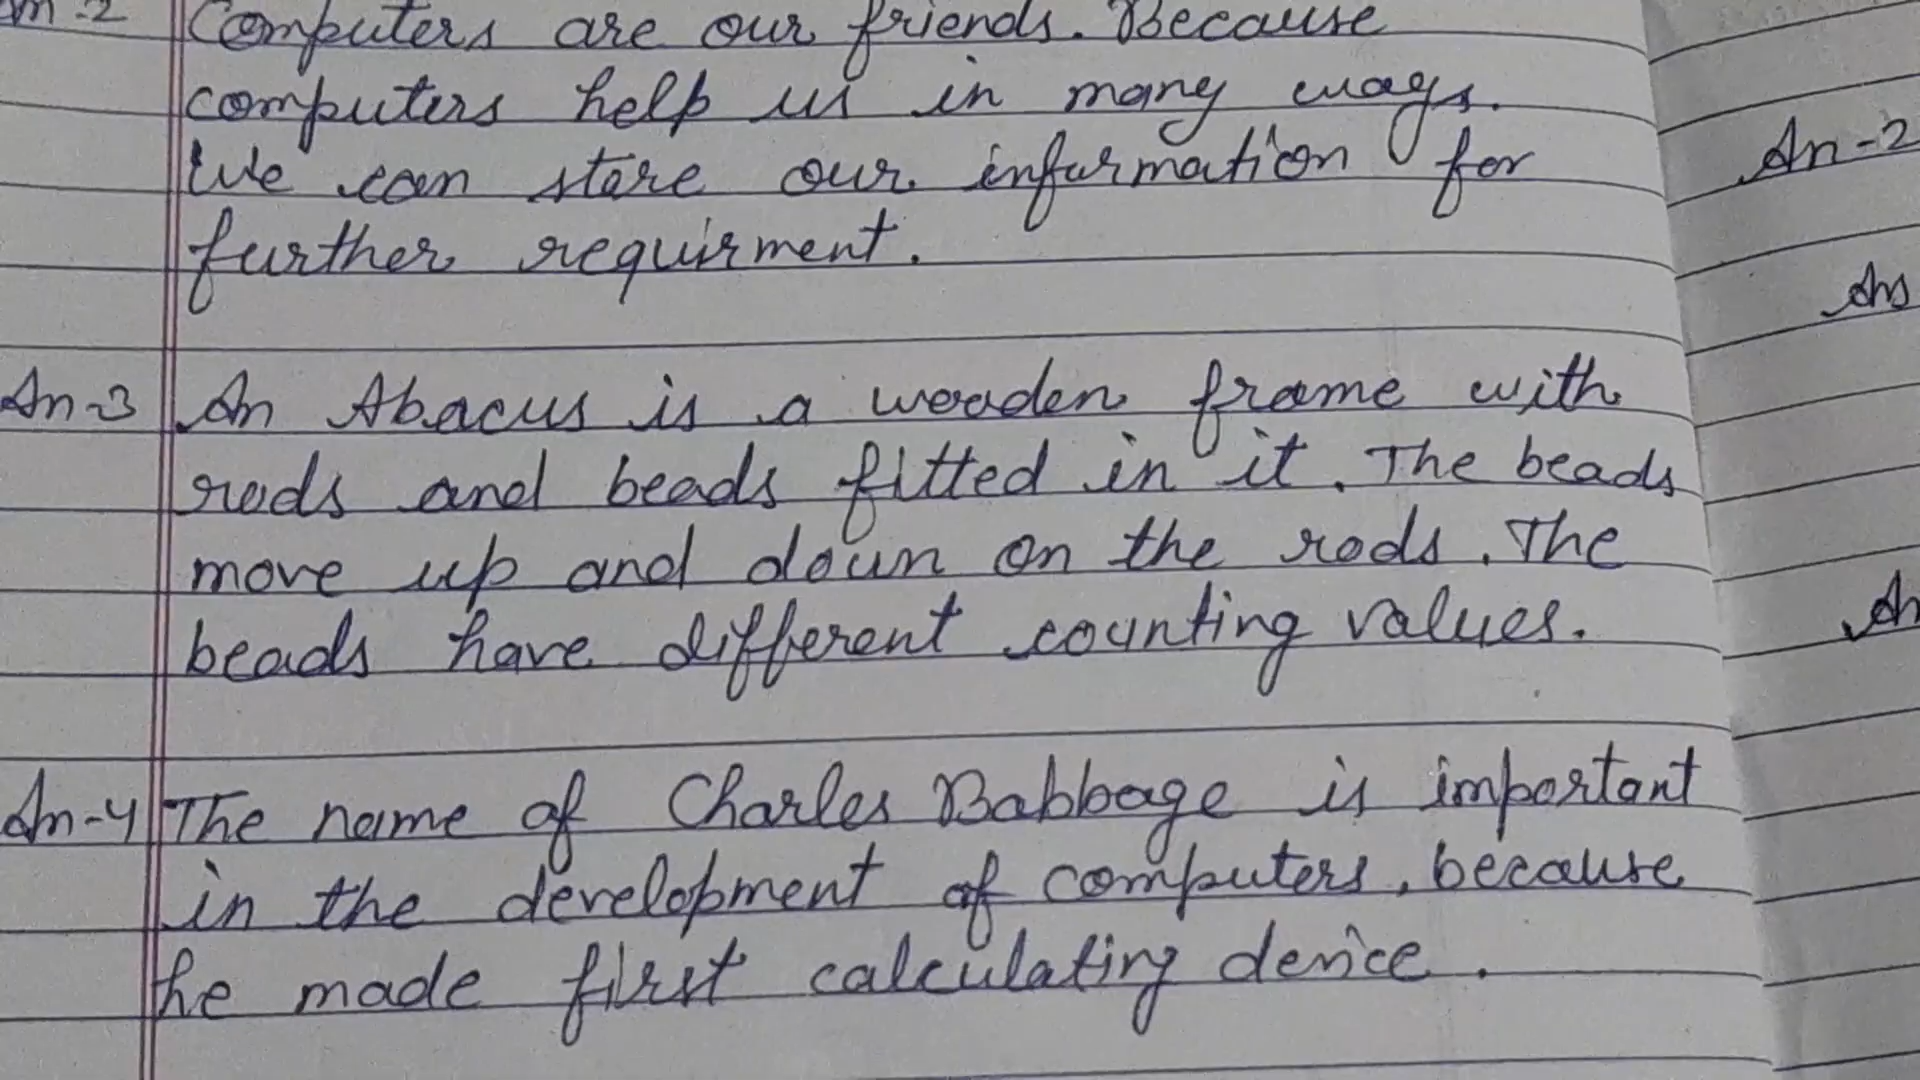 An-2 Computers are our friends. Because
computers help us in many ways.
We can store our information for
further requirment.
An-3 An Abacus is a wooden frame with
rods and beads fitted in it. The beads
move up and down on the rods. The
beads have different counting values.
An-4 The name of Charles Babbage is important
in the development of computers, because
he made first calculating device.
An-2
Ans
An